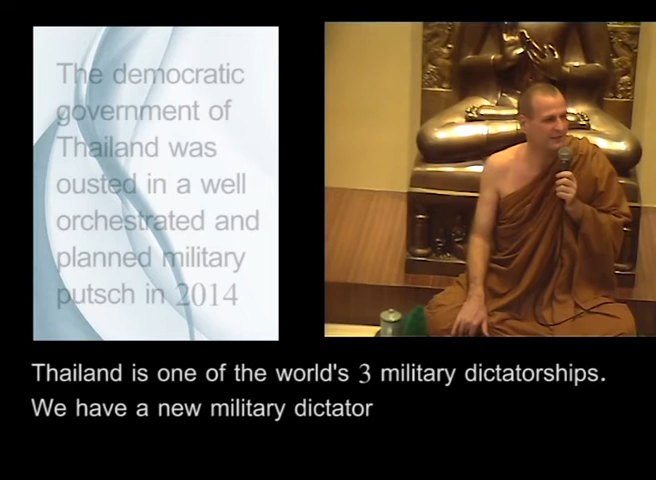 The democratic
government of
Thailand was
ousted in a well
orchestrated and
planned military
putsch in 2014
Thailand is one of the world's 3 military dictatorships.
We have a new military dictator